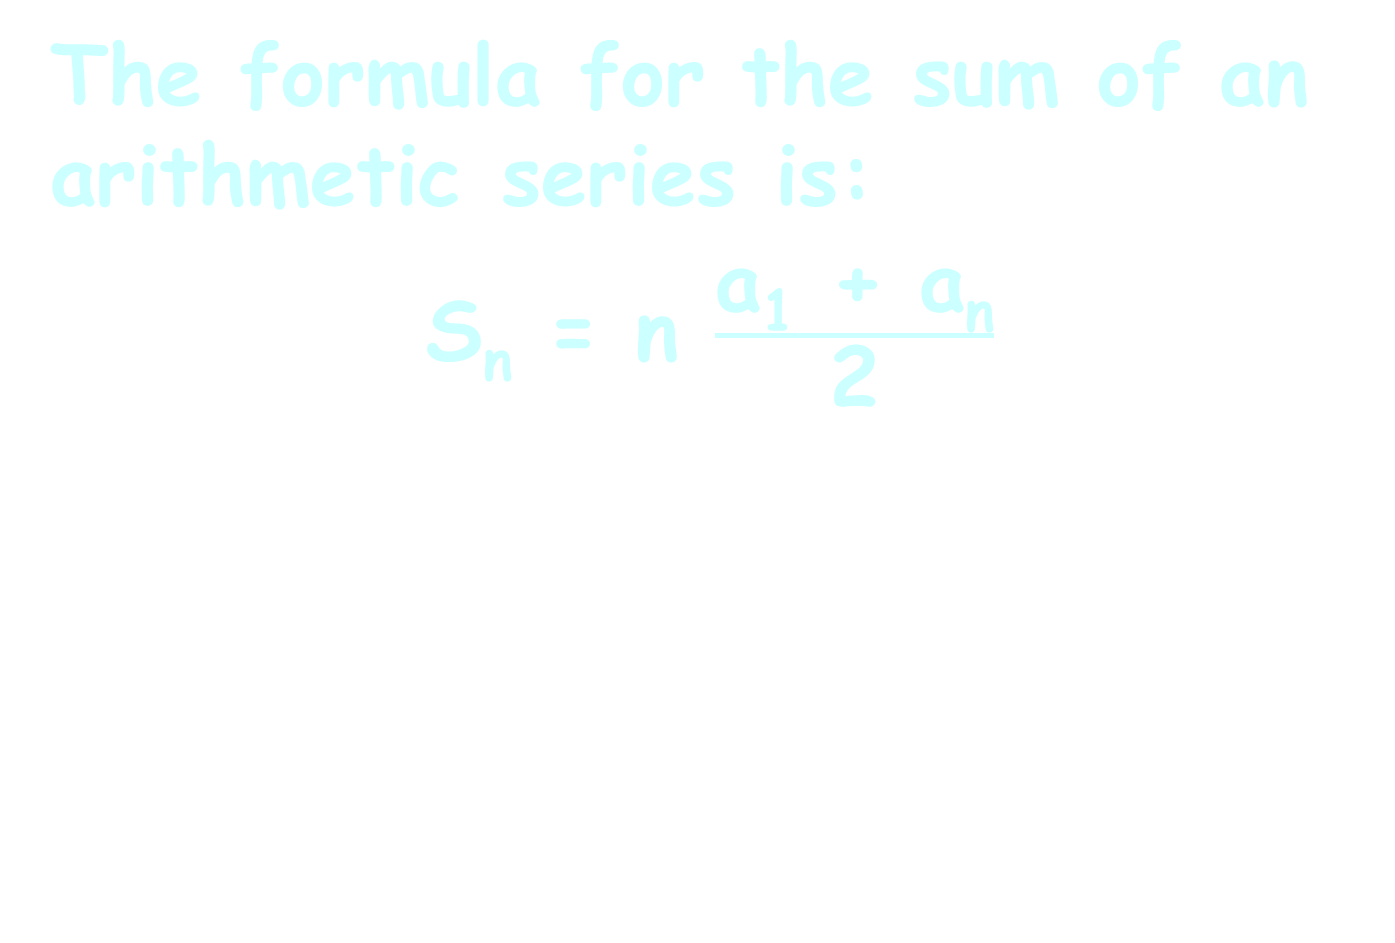 The formula for the sum of an
arithmetic series is:
Sₙ = n (a₁ + aₙ)/2